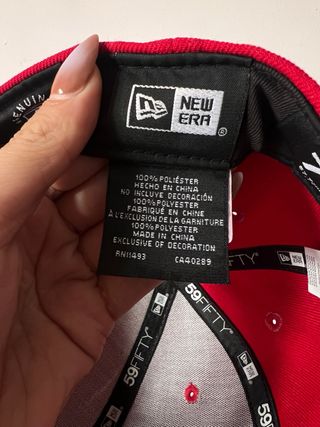 GENUINE
NEW
ERA
®
100% POLIÉSTER
HECHO EN CHINA
NO INCLUYE DECORACIÓN
100% POLYESTER
FABRIQUÉ EN CHINE
À L'EXCLUSION DE LA GARNITURE
100% POLYESTER
MADE IN CHINA
EXCLUSIVE OF DECORATION
RN11493 CA40289
59FIFTY
59FIFTY
59FIFTY